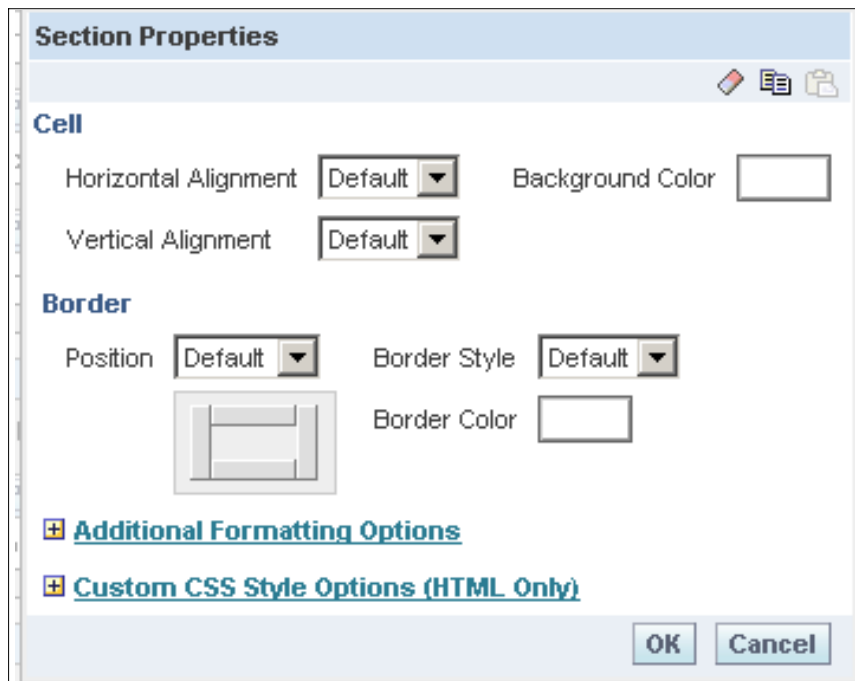 Section Properties
Cell
Horizontal Alignment Default Background Color
Vertical Alignment Default
Border
Position Default Border Style Default
Border Color
Additional Formatting Options
Custom CSS Style Options (HTML Only)
OK Cancel